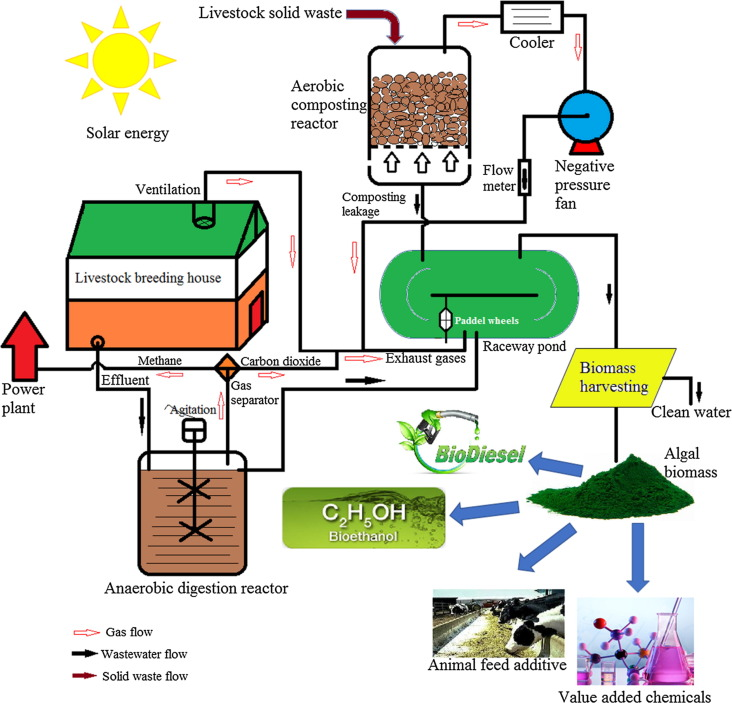 Livestock solid waste
Cooler
Solar energy
Aerobic
composting
reactor
Negative
pressure
fan
Flow
meter
Ventilation
Composting
leakage
Livestock breeding house
Paddel wheels
Raceway pond
Exhaust gases
Methane
Carbon dioxide
Effluent
Gas
separator
Power
plant
Agitation
Biomass
harvesting
Clean water
Algal
biomass
BioDiesel
C2H5OH
Bioethanol
Anaerobic digestion reactor
Animal feed additive
Value added chemicals
Gas flow
Wastewater flow
Solid waste flow